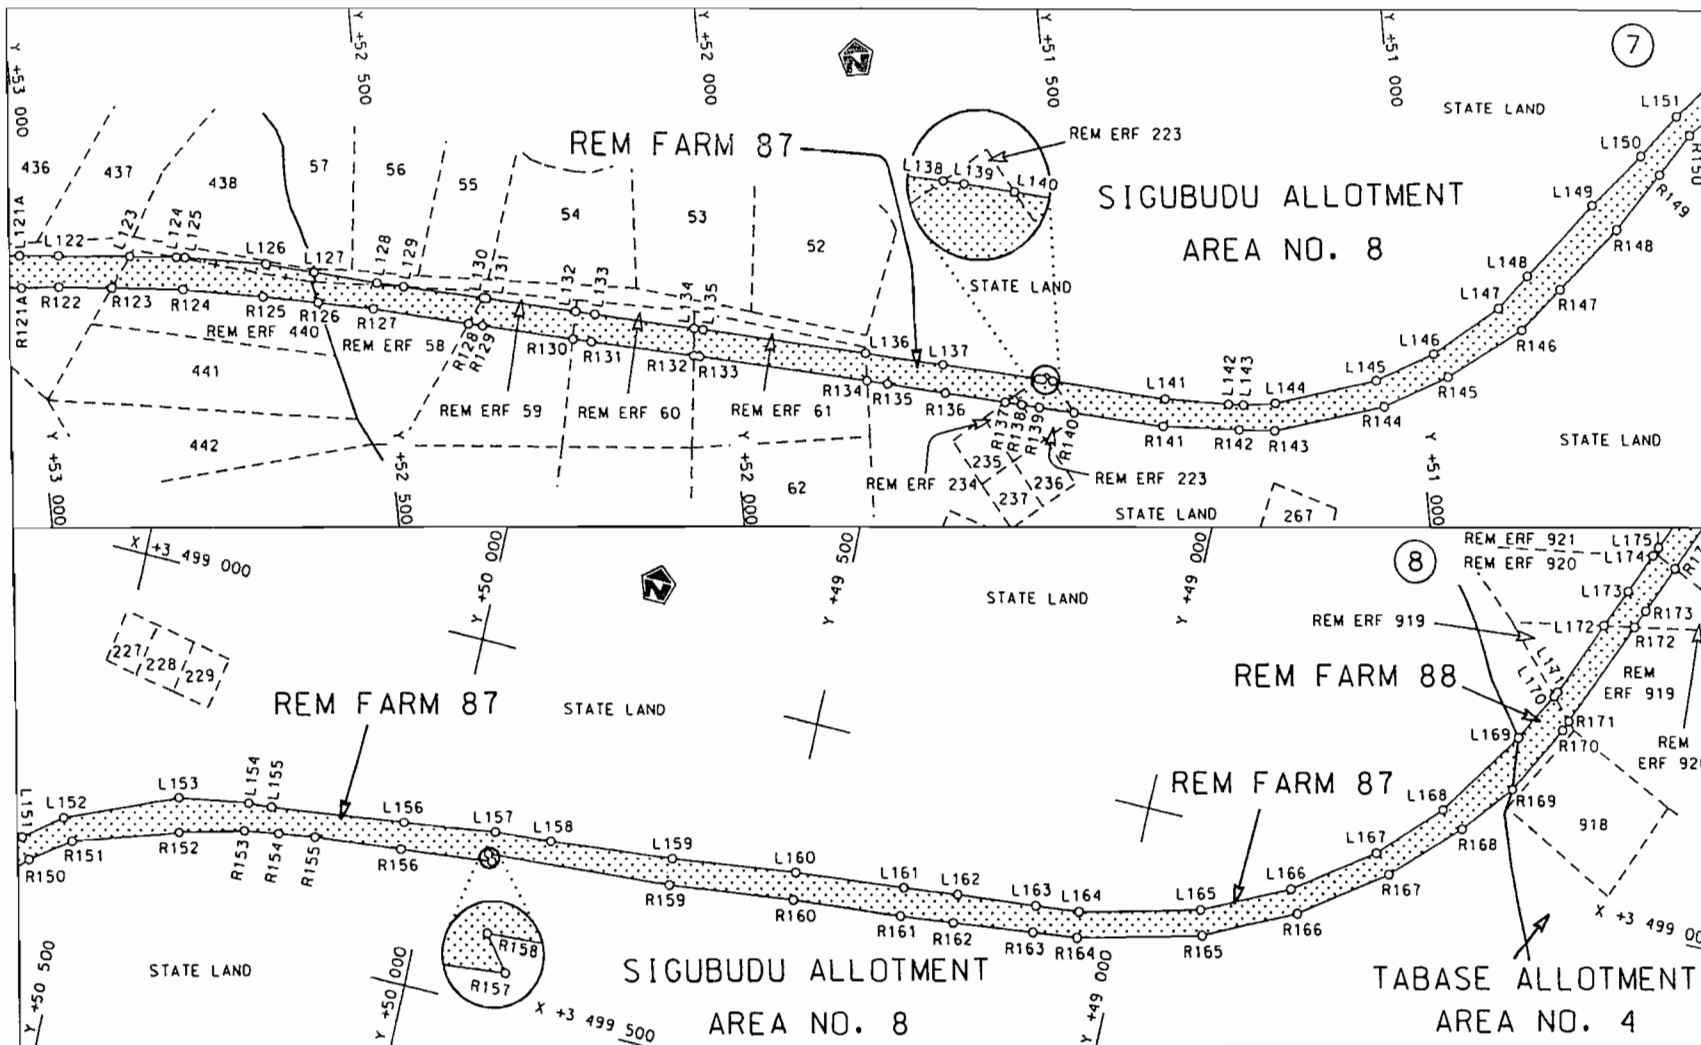 Y +53 000
Y +52 500
Y +52 000
Y +51 500
Y +51 000
7
N
STATE LAND
L151
L150
R150
L149
R149
R148
REM FARM 87
REM ERF 223
L138
L139
L140
SIGUBUDU ALLOTMENT
AREA NO. 8
STATE LAND
436
437
438
57
56
55
54
53
52
L121A
L122
L123
L124
L125
L126
L127
L128
L129
L130
L131
L132
L133
L134
L135
L136
L137
L141
L142
L143
L144
L145
L146
L147
L148
R121A
R122
R123
R124
R125
R126
R127
R128
R129
R130
R131
R132
R133
R134
R135
R136
R137
R138
R139
R140
R141
R142
R143
R144
R145
R146
R147
REM ERF 440
REM ERF 58
441
442
REM ERF 59
REM ERF 60
REM ERF 61
62
REM ERF 234
235
236
237
REM ERF 223
STATE LAND
STATE LAND
267
Y +53 000
Y +52 500
Y +52 000
Y +51 000
X +3 499 000
Y +50 000
Y +49 500
Y +49 000
8
N
STATE LAND
REM ERF 921
REM ERF 920
L175
L174
L173
R173
L172
R172
REM ERF 919
L171
L170
REM
ERF 919
REM FARM 88
227
228
229
REM FARM 87
STATE LAND
L169
R171
R170
REM
ERF 920
REM FARM 87
L151
L152
L153
L154
L155
L156
L157
L158
L159
L160
L161
L162
L163
L164
L165
L166
L167
L168
R150
R151
R152
R153
R154
R155
R156
R159
R160
R161
R162
R163
R164
R165
R166
R167
R168
R169
918
R158
R157
STATE LAND
SIGUBUDU ALLOTMENT
AREA NO. 8
Y +50 500
Y +50 000
X +3 499 500
Y +49 000
TABASE ALLOTMENT
AREA NO. 4